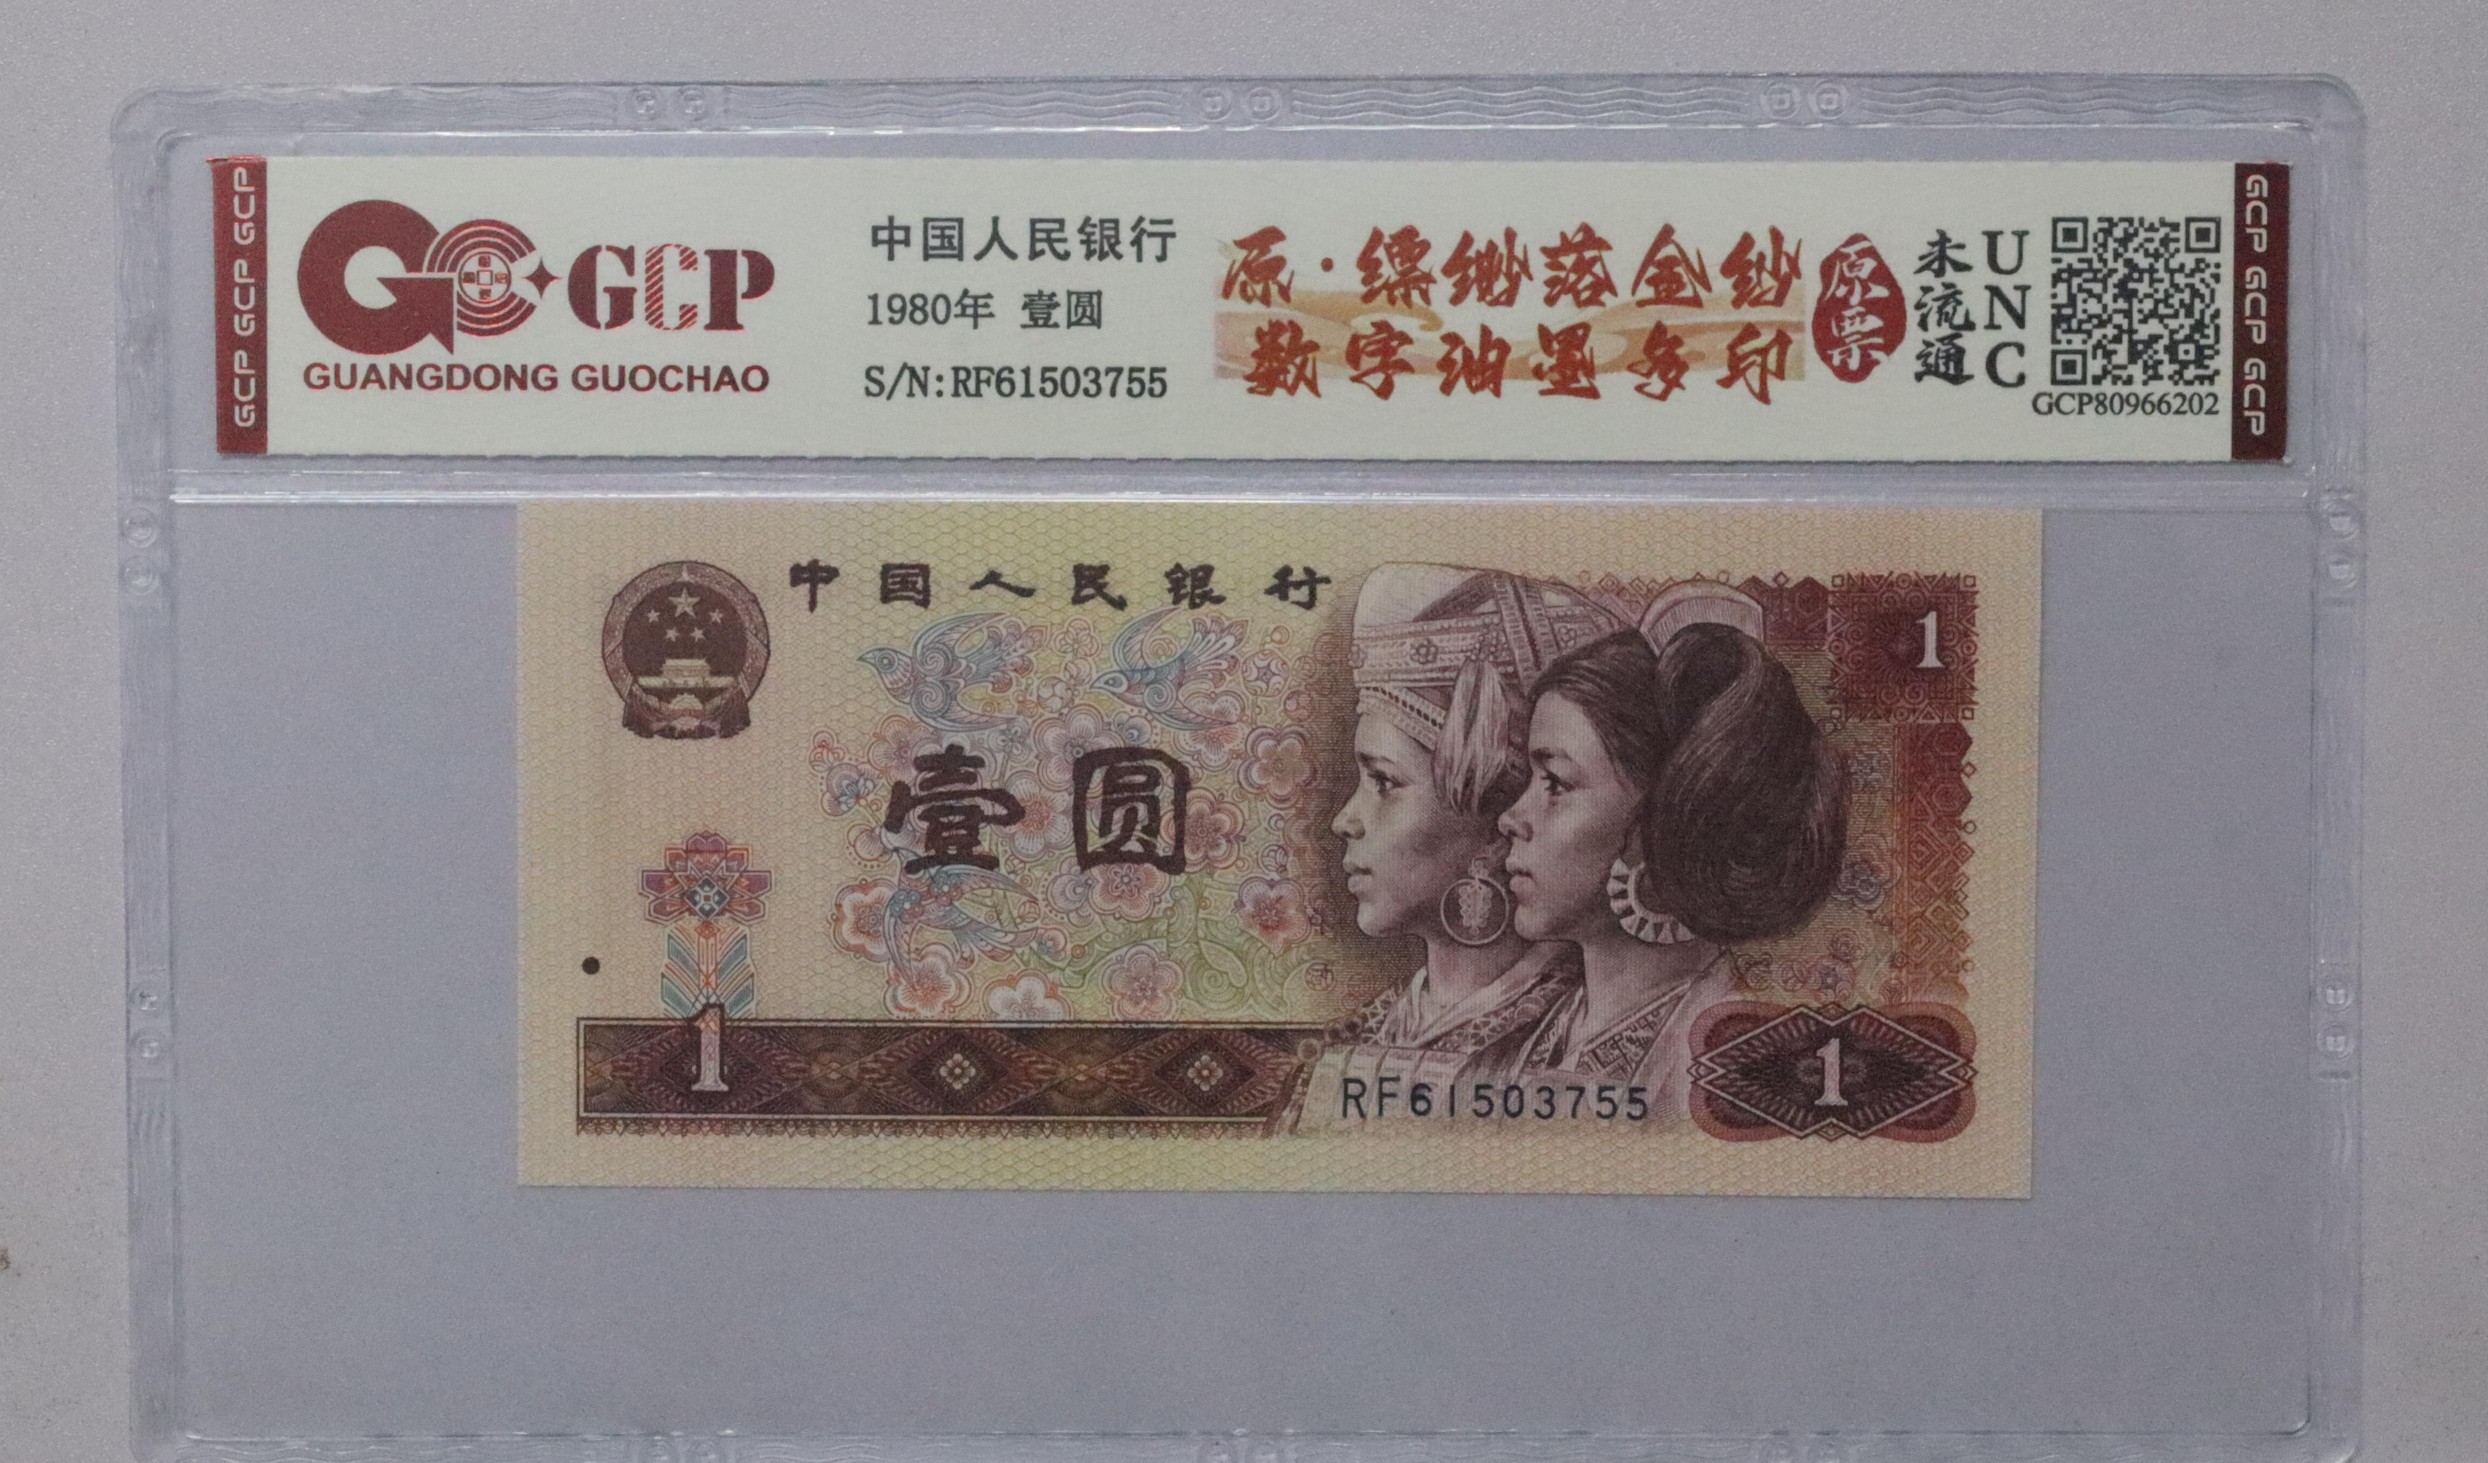 GCP GCP GCP
GCP
GUANGDONG GUOCHAO
中国人民银行
1980年 壹圆
S/N:RF61503755
原·缥缈落金纱
数字油墨多印
原票
未流通
UNC
GCP80966202
GCP GCP GCP
中国人民银行
1
壹圆
1
1
RF61503755